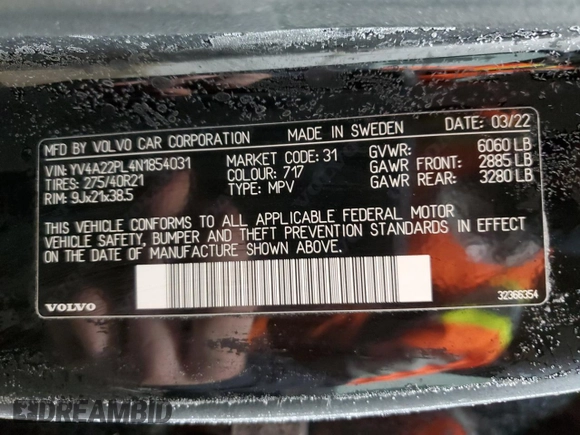 MFD BY VOLVO CAR CORPORATION MADE IN SWEDEN DATE: 03/22
VIN: YV4A22PL4N1854031 MARKET CODE: 31 GVWR: 6060 LB
TIRES: 275/40R21 COLOUR: 717 GAWR FRONT: 2885 LB
RIM: 9Jx21x38.5 TYPE: MPV GAWR REAR: 3280 LB
THIS VEHICLE CONFORMS TO ALL APPLICABLE FEDERAL MOTOR
VEHICLE SAFETY, BUMPER AND THEFT PREVENTION STANDARDS IN EFFECT
ON THE DATE OF MANUFACTURE SHOWN ABOVE.
VOLVO 32366354
DREAMBID